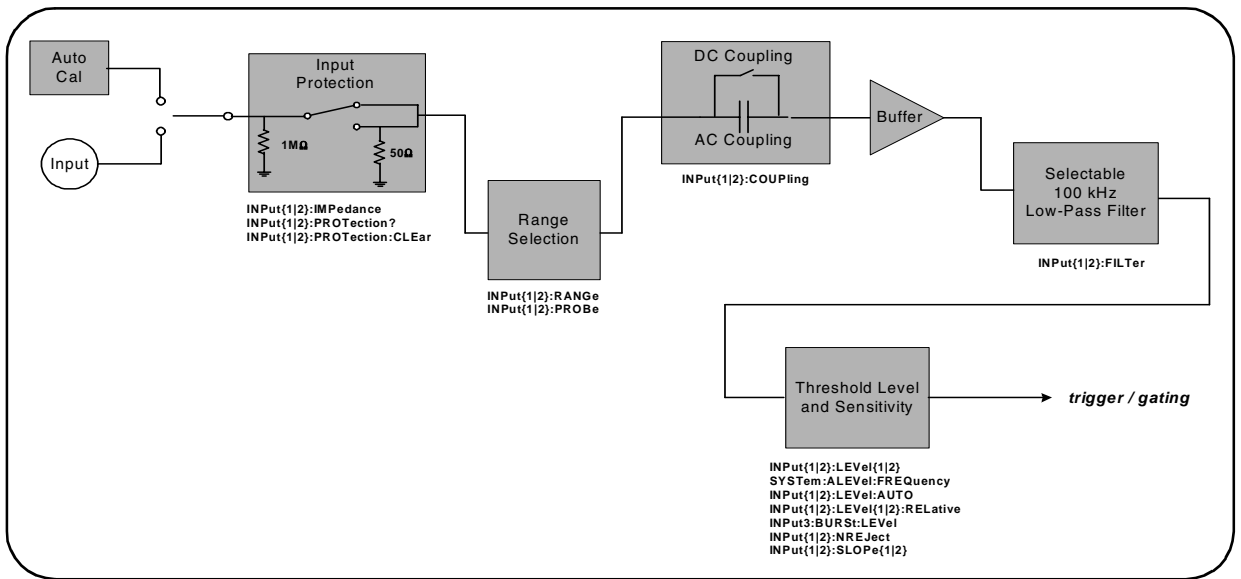 Auto
Cal
Input
Input
Protection
1MΩ
50Ω
INPut{1|2}:IMPedance
INPut{1|2}:PROTection?
INPut{1|2}:PROTection:CLEar
Range
Selection
INPut{1|2}:RANGe
INPut{1|2}:PROBe
DC Coupling
AC Coupling
INPut{1|2}:COUPling
Buffer
Selectable
100 kHz
Low-Pass Filter
INPut{1|2}:FILTer
Threshold Level
and Sensitivity
trigger / gating
INPut{1|2}:LEVel{1|2}
SYSTem:ALEVel:FREQuency
INPut{1|2}:LEVel:AUTO
INPut{1|2}:LEVel{1|2}:RELative
INPut3:BURSt:LEVel
INPut{1|2}:NREJect
INPut{1|2}:SLOPe{1|2}